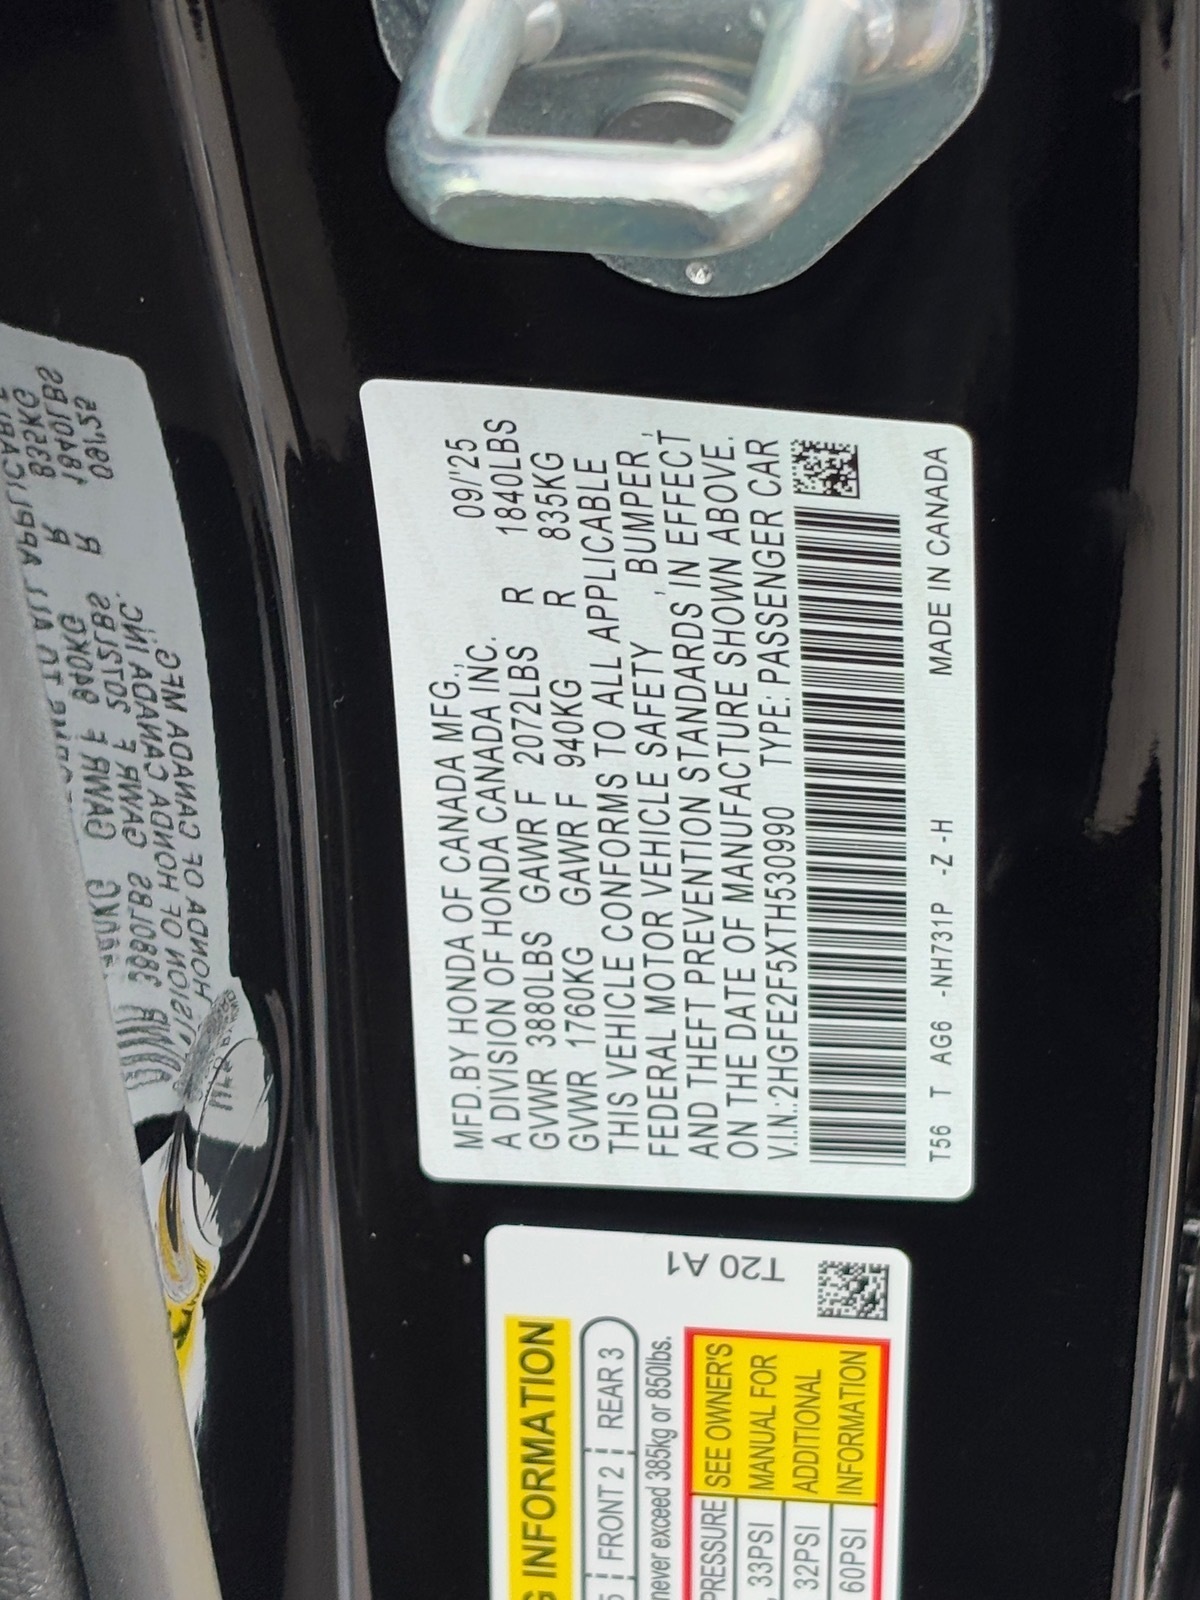 MFD.BY HONDA OF CANADA MFG.,
A DIVISION OF HONDA CANADA INC. 09/'25
GVWR 3880LBS GAWR F 2072LBS R 1840LBS
GVWR 1760KG GAWR F 940KG R 835KG
THIS VEHICLE CONFORMS TO ALL APPLICABLE
FEDERAL MOTOR VEHICLE SAFETY , BUMPER ,
AND THEFT PREVENTION STANDARDS IN EFFECT
ON THE DATE OF MANUFACTURE SHOWN ABOVE.
V.I.N.:2HGFE2F5XTH530990 TYPE: PASSENGER CAR
T56 T AG6 -NH731P -Z -H MADE IN CANADA
T20 A1
INFORMATION
FRONT 2 REAR 3
never exceed 385kg or 850lbs.
PRESSURE SEE OWNER'S
33PSI MANUAL FOR
32PSI ADDITIONAL
60PSI INFORMATION